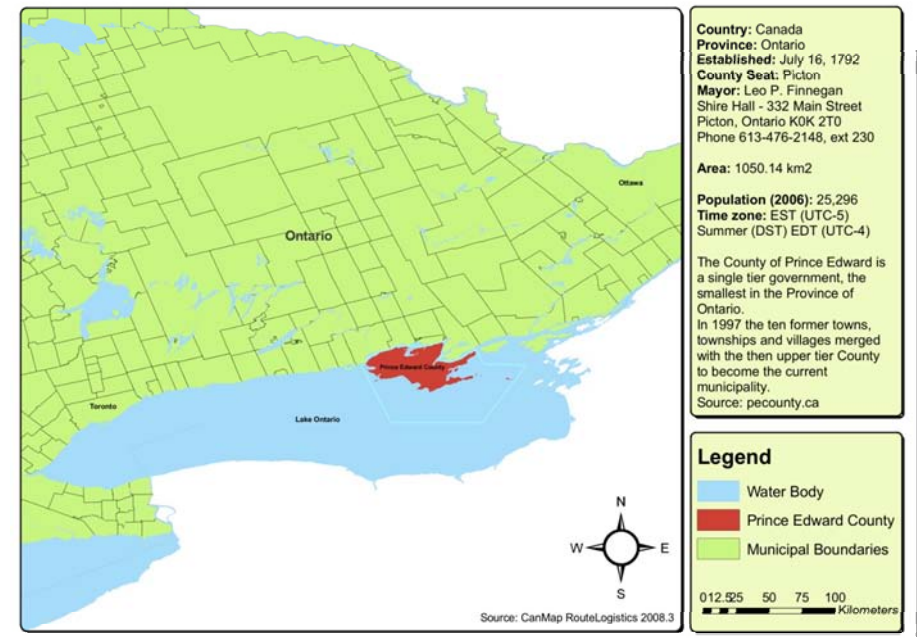 Ottawa
Ontario
Prince Edward County
Toronto
Lake Ontario
N
W
E
S
Source: CanMap RouteLogistics 2008.3
Country: Canada
Province: Ontario
Established: July 16, 1792
County Seat: Picton
Mayor: Leo P. Finnegan
Shire Hall - 332 Main Street
Picton, Ontario K0K 2T0
Phone 613-476-2148, ext 230
Area: 1050.14 km2
Population (2006): 25,296
Time zone: EST (UTC-5)
Summer (DST) EDT (UTC-4)
The County of Prince Edward is
a single tier government, the
smallest in the Province of
Ontario.
In 1997 the ten former towns,
townships and villages merged
with the then upper tier County
to become the current
municipality.
Source: pecounty.ca
Legend
Water Body
Prince Edward County
Municipal Boundaries
0 12.5 25 50 75 100
Kilometers